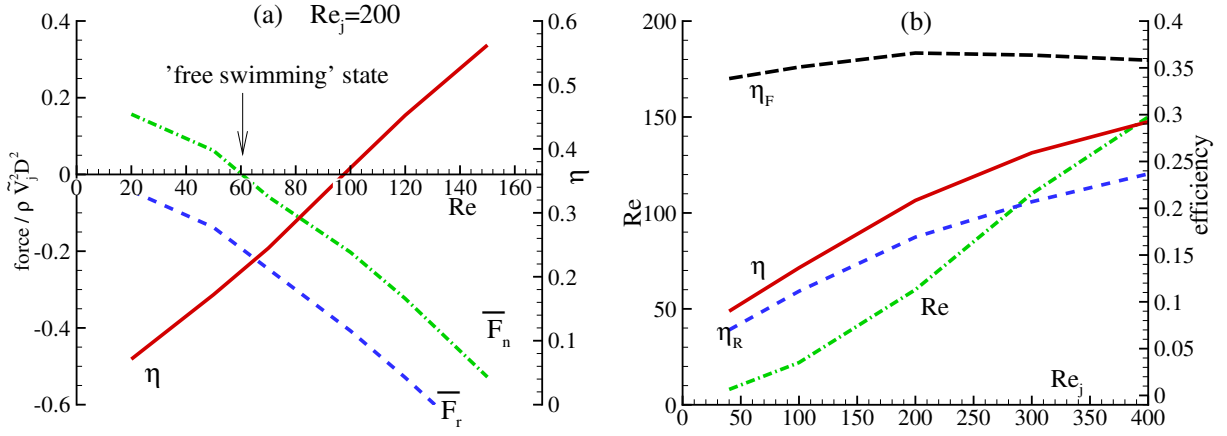 (a) Re_j=200
0.4
0.2
0
-0.2
-0.4
-0.6
force / ρ Ṽ_j²D²
'free swimming' state
0 20 40 60 80 100 120 140 160
Re
0.6
0.5
0.4
0.3
0.2
0.1
0
η
η
F̅_n
F̅_r
(b)
200
150
100
50
0
Re
η_F
η
η_R
Re
Re_j
0 50 100 150 200 250 300 350 400
0.4
0.35
0.3
0.25
0.2
0.15
0.1
0.05
0
efficiency